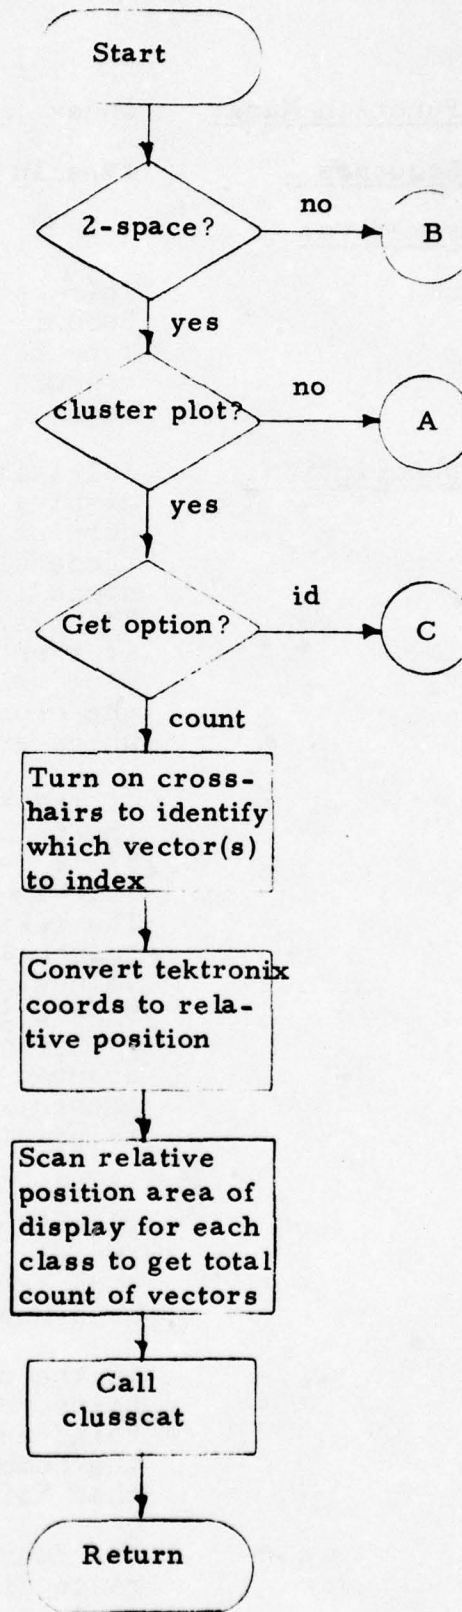 Start
2-space?
no
B
yes
cluster plot?
no
A
yes
Get option?
id
C
count
Turn on cross-
hairs to identify
which vector(s)
to index
Convert tektronix
coords to rela-
tive position
Scan relative
position area of
display for each
class to get total
count of vectors
Call
clusscat
Return